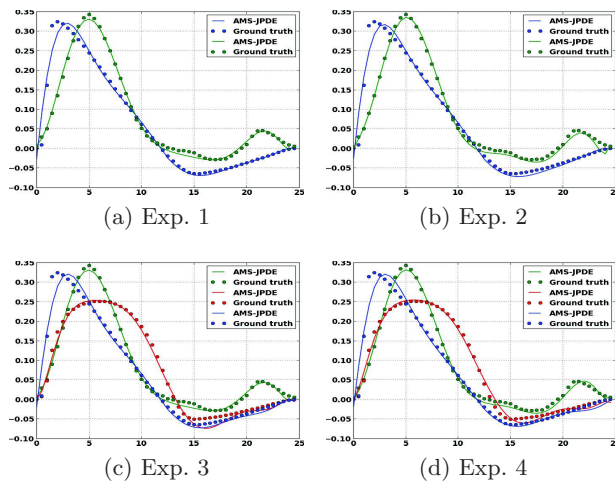 0.35
0.30
0.25
0.20
0.15
0.10
0.05
0.00
−0.05
−0.10
0
5
10
15
20
25
AMS-JPDE
Ground truth
AMS-JPDE
Ground truth
(a) Exp. 1
0.35
0.30
0.25
0.20
0.15
0.10
0.05
0.00
−0.05
−0.10
0
5
10
15
20
25
AMS-JPDE
Ground truth
AMS-JPDE
Ground truth
(b) Exp. 2
0.35
0.30
0.25
0.20
0.15
0.10
0.05
0.00
−0.05
−0.10
0
5
10
15
20
25
AMS-JPDE
Ground truth
AMS-JPDE
Ground truth
AMS-JPDE
Ground truth
(c) Exp. 3
0.35
0.30
0.25
0.20
0.15
0.10
0.05
0.00
−0.05
−0.10
0
5
10
15
20
25
AMS-JPDE
Ground truth
AMS-JPDE
Ground truth
AMS-JPDE
Ground truth
(d) Exp. 4